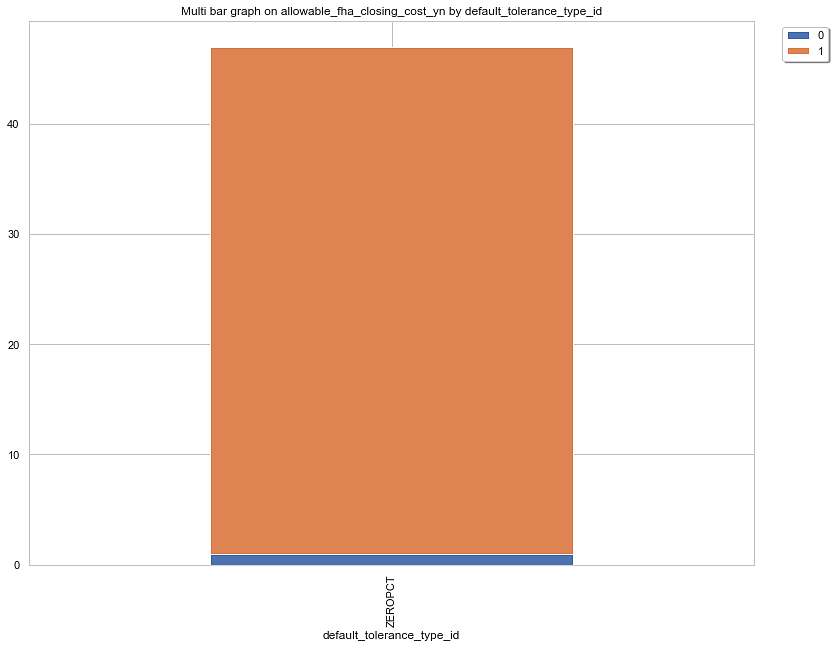 Multi bar graph on allowable_fha_closing_cost_yn by default_tolerance_type_id
0
1
40
30
20
10
0
ZEROPCT
default_tolerance_type_id